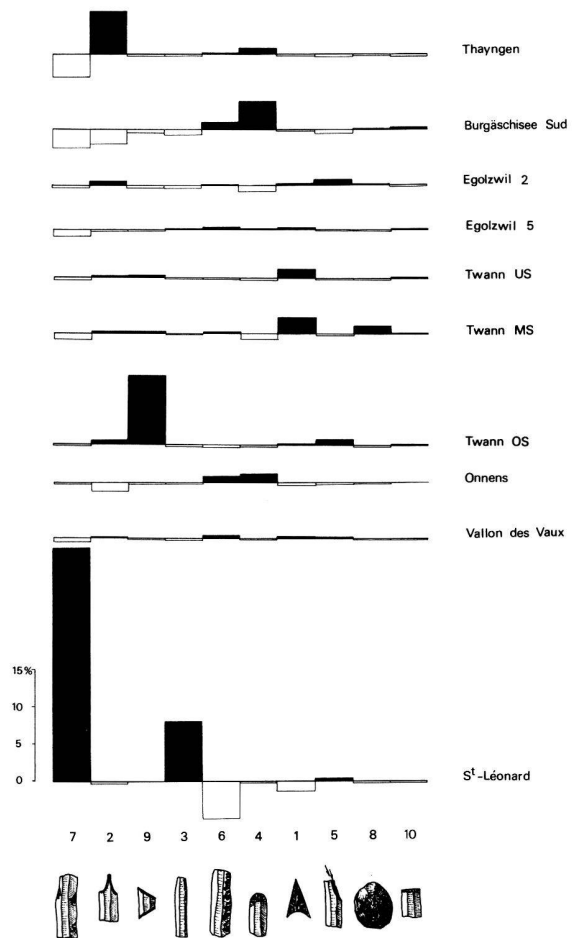 Thayngen
Burgäschisee Sud
Egolzwil 2
Egolzwil 5
Twann US
Twann MS
Twann OS
Onnens
Vallon des Vaux
15%
10
5
0
St-Léonard
7 2 9 3 6 4 1 5 8 10